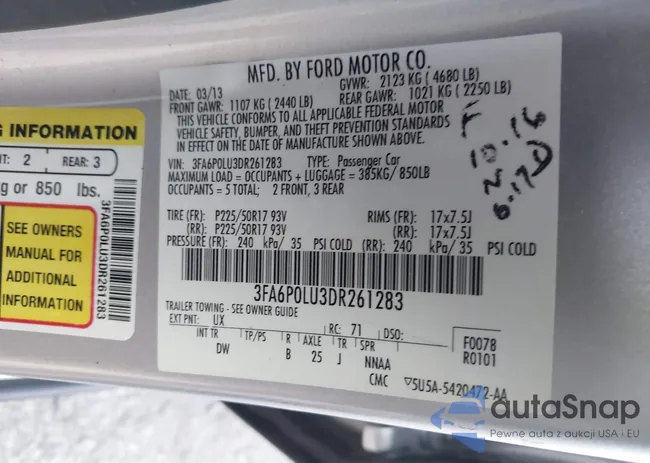 G INFORMATION
NT: 2 REAR: 3
kg or 850 lbs.
SEE OWNERS
MANUAL FOR
ADDITIONAL
INFORMATION
3FA6P0LU3DR261283
MFD. BY FORD MOTOR CO.
DATE: 03/13 GVWR: 2123 KG ( 4680 LB)
FRONT GAWR: 1107 KG ( 2440 LB) REAR GAWR: 1021 KG ( 2250 LB)
THIS VEHICLE CONFORMS TO ALL APPLICABLE FEDERAL MOTOR
VEHICLE SAFETY, BUMPER, AND THEFT PREVENTION STANDARDS
IN EFFECT ON THE DATE OF MANUFACTURE SHOWN ABOVE.
VIN: 3FA6P0LU3DR261283 TYPE: Passenger Car
MAXIMUM LOAD = OCCUPANTS + LUGGAGE = 385KG/ 850LB
OCCUPANTS = 5 TOTAL; 2 FRONT, 3 REAR
TIRE (FR): P225/50R17 93V RIMS (FR): 17x7.5J
(RR): P225/50R17 93V (RR): 17x7.5J
PRESSURE (FR): 240 kPa/ 35 PSI COLD (RR): 240 kPa/ 35 PSI COLD
3FA6P0LU3DR261283
TRAILER TOWING - SEE OWNER GUIDE
EXT PNT: UX RC: 71 DSO:
INT TR TP/PS R AXLE TR SPR
DW B 25 J NNAA
F0078
R0101
CMC 5U5A-5420472-AA
autoSnap
Pewne auta z aukcji USA i EU